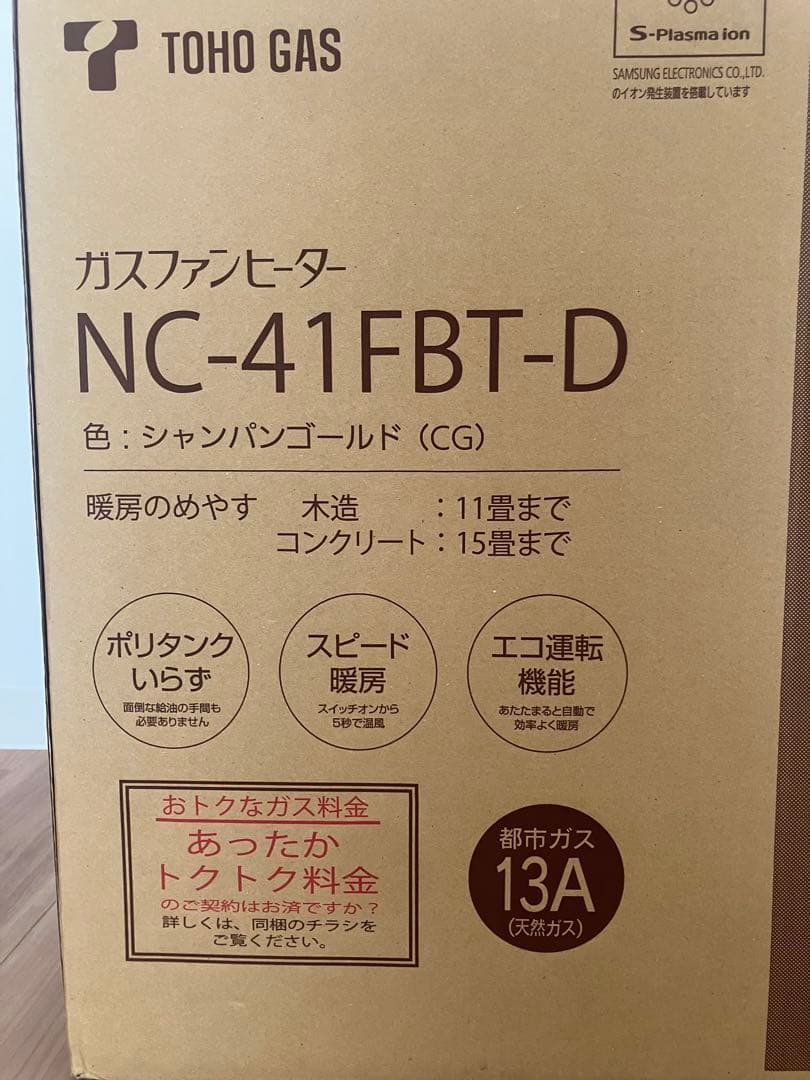 TOHO GAS
S-Plasma ion
SAMSUNG ELECTRONICS CO.,LTD.
のイオン発生装置を搭載しています
ガスファンヒーター
NC-41FBT-D
色：シャンパンゴールド（CG）
暖房のめやす 木造 ：11畳まで
コンクリート：15畳まで
ポリタンク
いらず
面倒な給油の手間も
必要ありません
スピード
暖房
スイッチオンから
5秒で温風
エコ運転
機能
あたたまると自動で
効率よく暖房
おトクなガス料金
あったか
トクトク料金
のご契約はお済ですか？
詳しくは、同梱のチラシを
ご覧ください。
都市ガス
13A
(天然ガス)